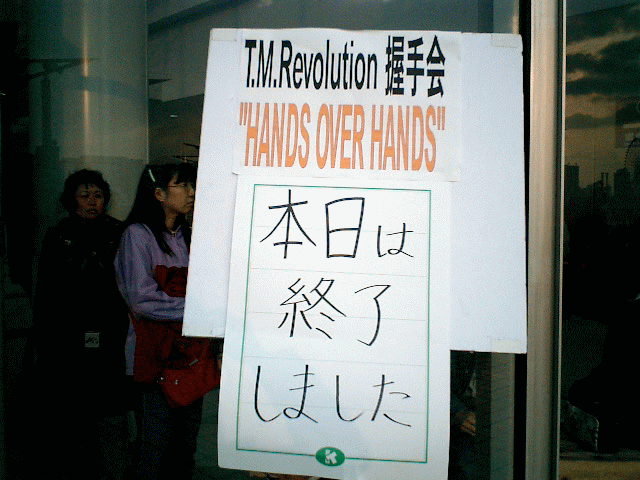 T.M.Revolution 握手会
"HANDS OVER HANDS"
本日は
終了
しました
K